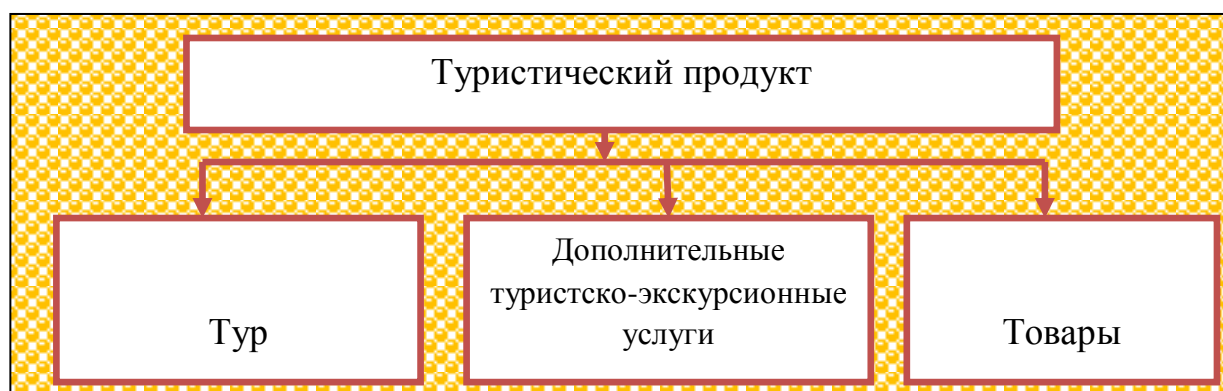 Туристический продукт
Тур
Дополнительные
туристско-экскурсионные
услуги
Товары